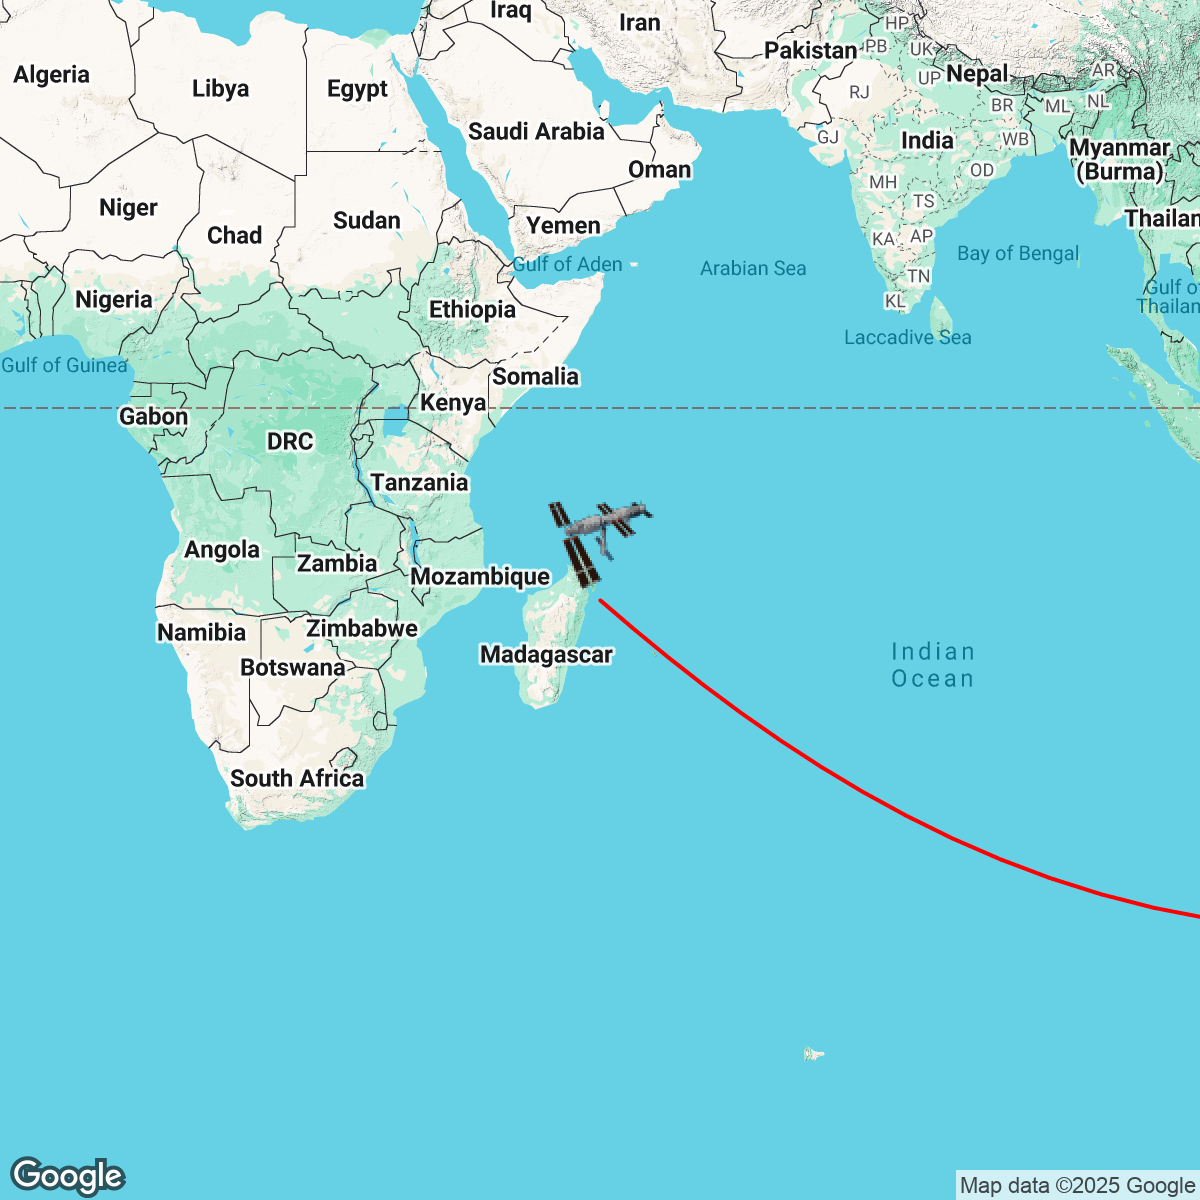 Iraq
Iran
HP
Pakistan
PB
UK
Algeria
Libya
Egypt
UP
Nepal
AR
RJ
BR
ML
NL
Saudi Arabia
GJ
India
WB
Myanmar
(Burma)
Oman
OD
MH
Niger
TS
Chad
Sudan
Yemen
Thailan
KA
AP
Gulf of Aden
Arabian Sea
Bay of Bengal
TN
Nigeria
Ethiopia
KL
Gulf of
Thailan
Laccadive Sea
Gulf of Guinea
Somalia
Kenya
Gabon
DRC
Tanzania
Angola
Zambia
Mozambique
Namibia
Zimbabwe
Madagascar
Indian
Ocean
Botswana
South Africa
Google
Map data ©2025 Google